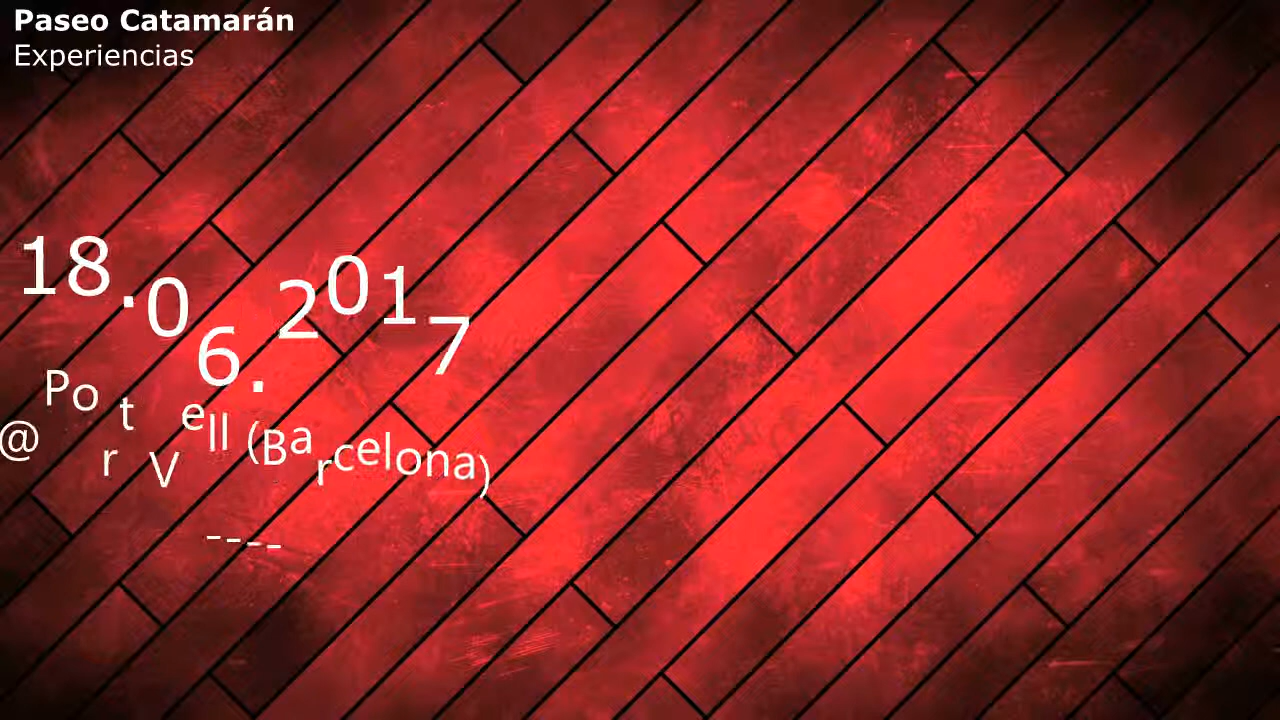 Paseo Catamarán
Experiencias
18.06.2017
@ Port Vell (Barcelona)
----